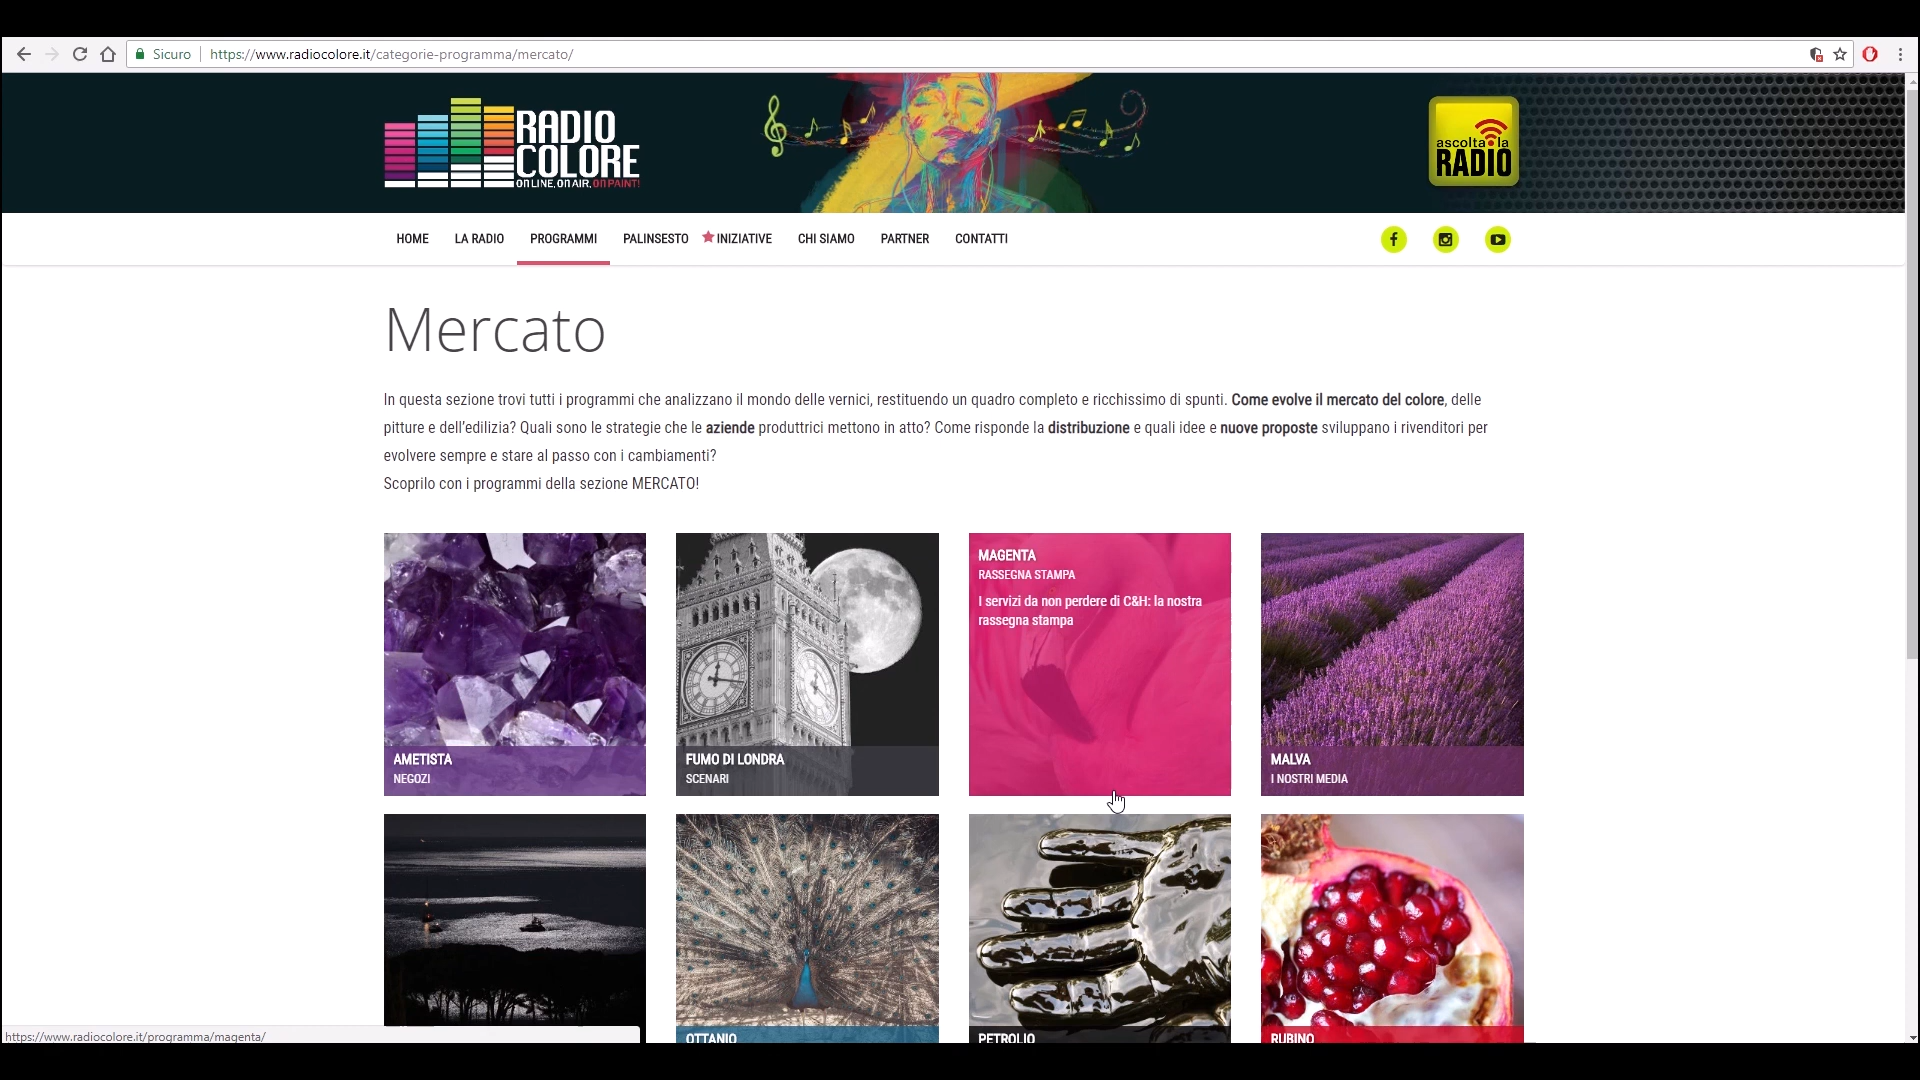 Sicuro
https://www.radiocolore.it/categorie-programma/mercato/
RADIO
COLORE
ON LINE, ON AIR, ON PAINT!
ascolta la
RADIO
HOME
LA RADIO
PROGRAMMI
PALINSESTO
INIZIATIVE
CHI SIAMO
PARTNER
CONTATTI
Mercato
In questa sezione trovi tutti i programmi che analizzano il mondo delle vernici, restituendo un quadro completo e ricchissimo di spunti. Come evolve il mercato del colore, delle
pitture e dell'edilizia? Quali sono le strategie che le aziende produttrici mettono in atto? Come risponde la distribuzione e quali idee e nuove proposte sviluppano i rivenditori per
evolvere sempre e stare al passo con i cambiamenti?
Scoprilo con i programmi della sezione MERCATO!
AMETISTA
NEGOZI
FUMO DI LONDRA
SCENARI
MAGENTA
RASSEGNA STAMPA
I servizi da non perdere di C&H: la nostra
rassegna stampa
MALVA
I NOSTRI MEDIA
OTTANIO
PETROLIO
RUBINO
https://www.radiocolore.it/programma/magenta/